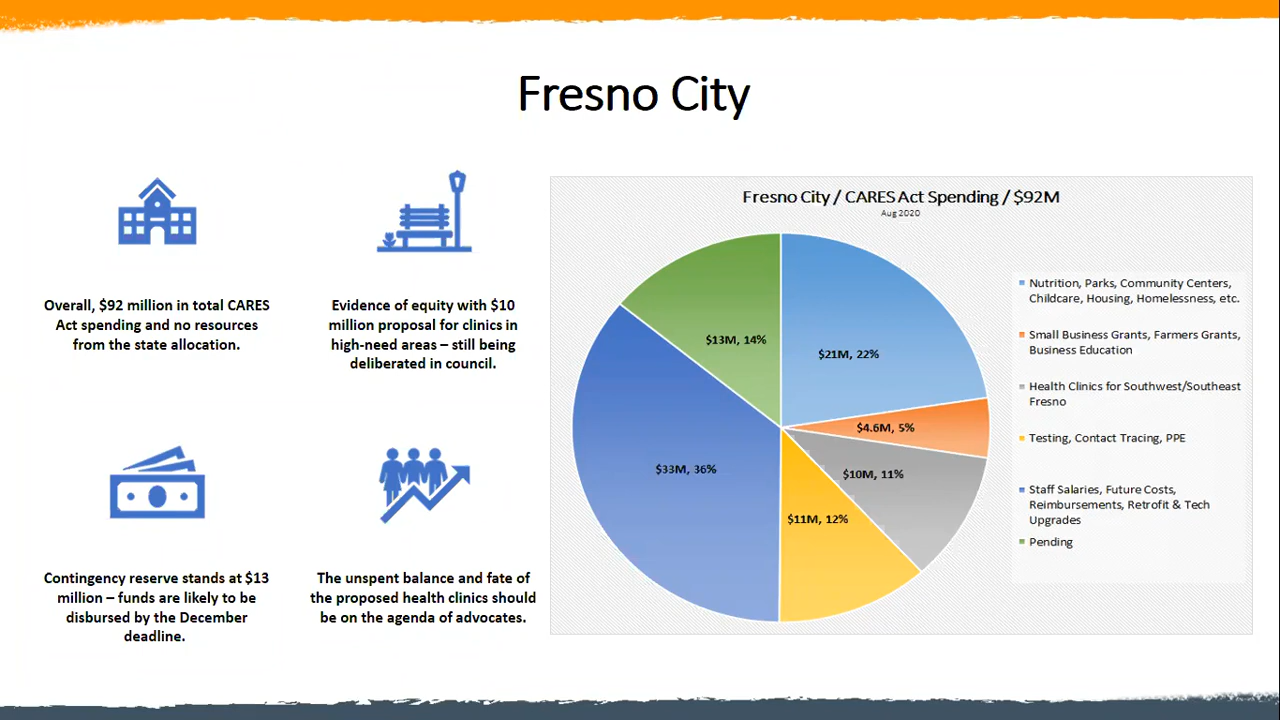 Fresno City
Overall, $92 million in total CARES
Act spending and no resources
from the state allocation.
Evidence of equity with $10
million proposal for clinics in
high-need areas – still being
deliberated in council.
Contingency reserve stands at $13
million – funds are likely to be
disbursed by the December
deadline.
The unspent balance and fate of
the proposed health clinics should
be on the agenda of advocates.
Fresno City / CARES Act Spending / $92M
Aug 2020
$13M, 14%
$21M, 22%
$4.6M, 5%
$33M, 36%
$10M, 11%
$11M, 12%
Nutrition, Parks, Community Centers,
Childcare, Housing, Homelessness, etc.
Small Business Grants, Farmers Grants,
Business Education
Health Clinics for Southwest/Southeast
Fresno
Testing, Contact Tracing, PPE
Staff Salaries, Future Costs,
Reimbursements, Retrofit & Tech
Upgrades
Pending